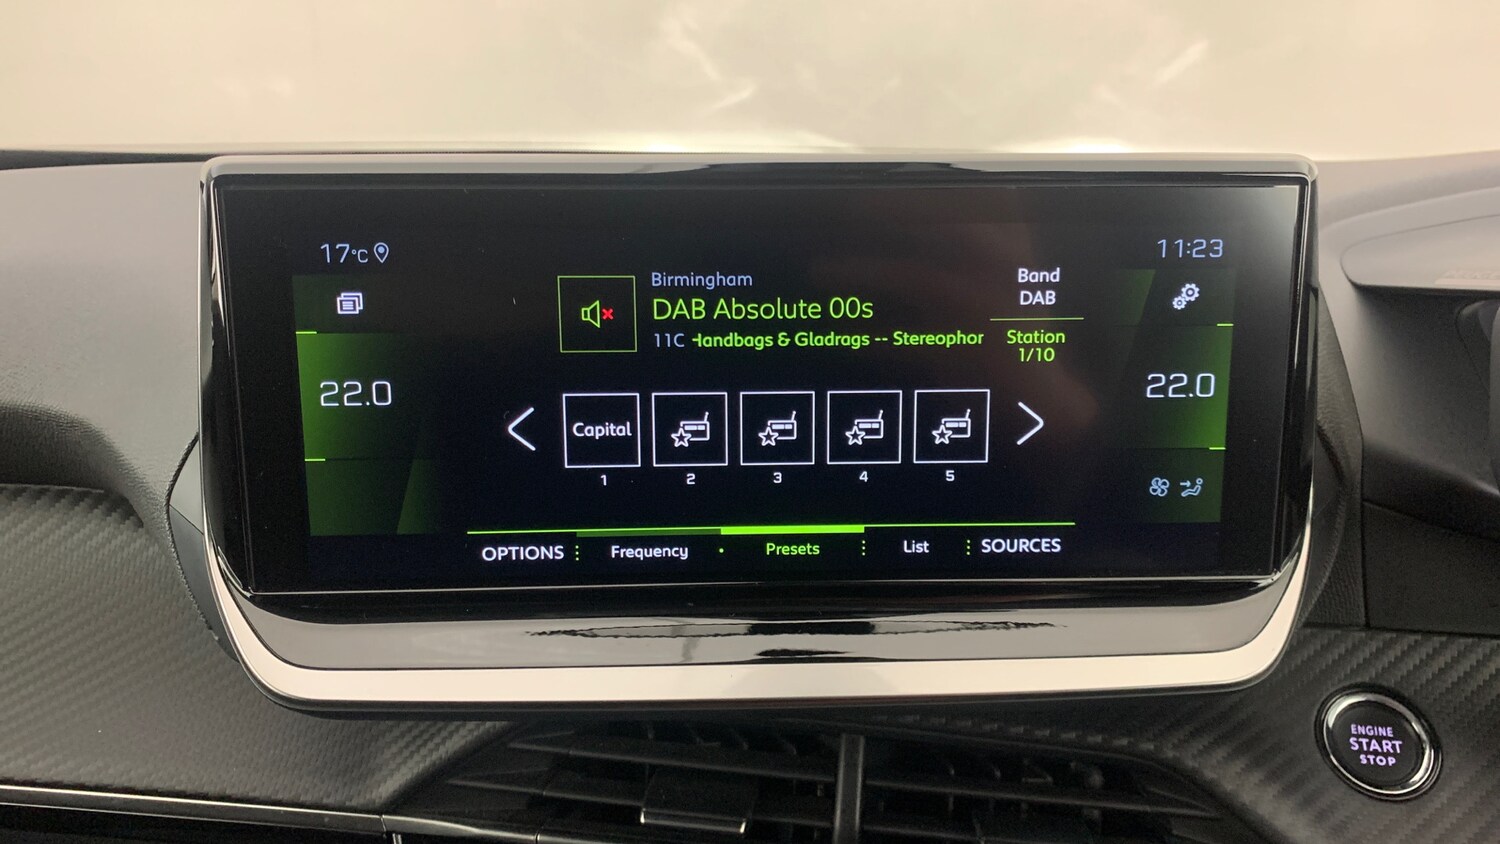 17°C
11:23
Birmingham
DAB Absolute 00s
11C Handbags & Gladrags -- Stereophor
Band
DAB
Station
1/10
22.0
22.0
Capital
1 2 3 4 5
OPTIONS Frequency Presets List SOURCES
ENGINE
START
STOP